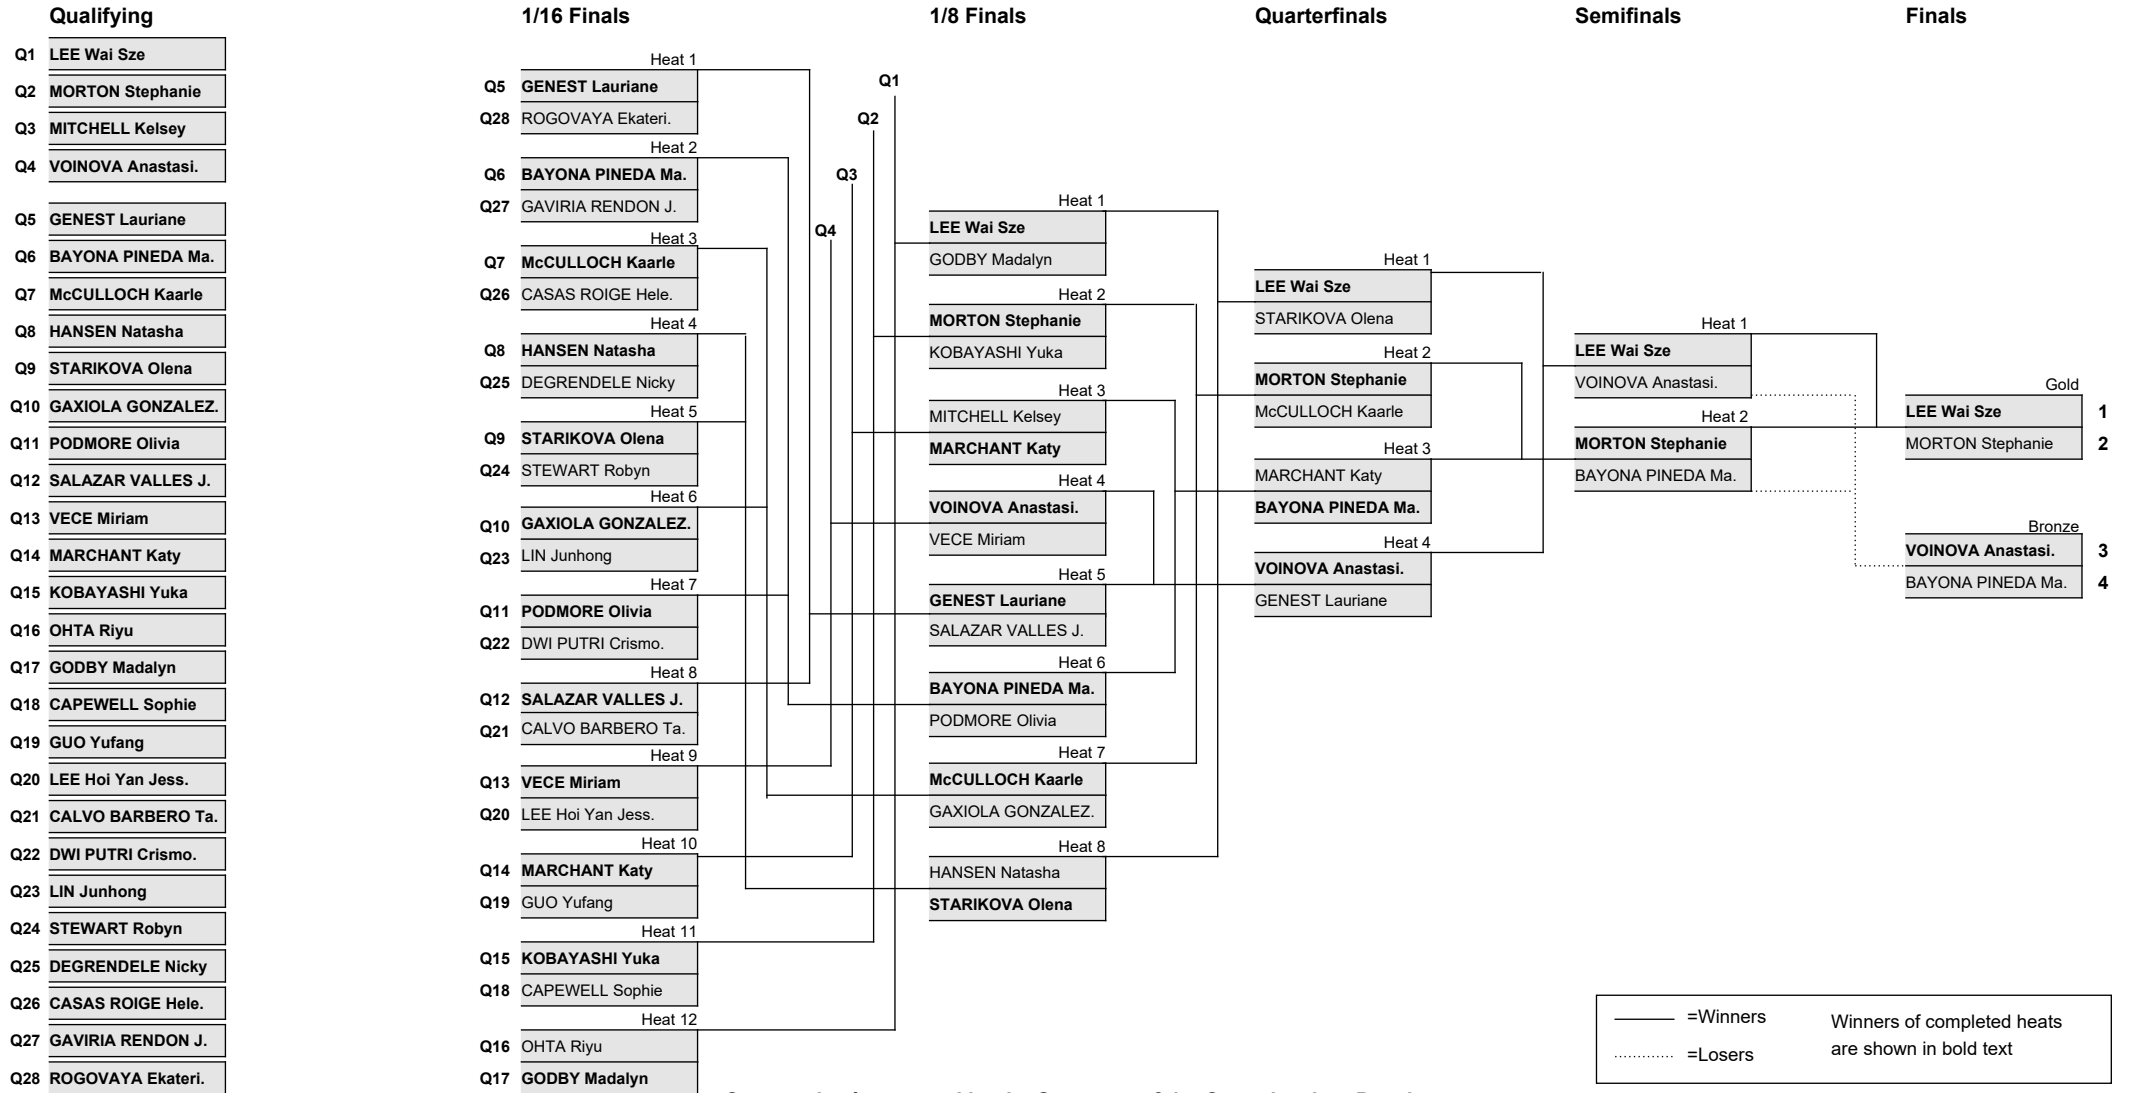 Qualifying
1/16 Finals
1/8 Finals
Quarterfinals
Semifinals
Finals
Q1 LEE Wai Sze
Q2 MORTON Stephanie
Q3 MITCHELL Kelsey
Q4 VOINOVA Anastasi.
Q5 GENEST Lauriane
Q6 BAYONA PINEDA Ma.
Q7 McCULLOCH Kaarle
Q8 HANSEN Natasha
Q9 STARIKOVA Olena
Q10 GAXIOLA GONZALEZ.
Q11 PODMORE Olivia
Q12 SALAZAR VALLES J.
Q13 VECE Miriam
Q14 MARCHANT Katy
Q15 KOBAYASHI Yuka
Q16 OHTA Riyu
Q17 GODBY Madalyn
Q18 CAPEWELL Sophie
Q19 GUO Yufang
Q20 LEE Hoi Yan Jess.
Q21 CALVO BARBERO Ta.
Q22 DWI PUTRI Crismo.
Q23 LIN Junhong
Q24 STEWART Robyn
Q25 DEGRENDELE Nicky
Q26 CASAS ROIGE Hele.
Q27 GAVIRIA RENDON J.
Q28 ROGOVAYA Ekateri.
Heat 1
Q5 GENEST Lauriane
Q28 ROGOVAYA Ekateri.
Heat 2
Q6 BAYONA PINEDA Ma.
Q27 GAVIRIA RENDON J.
Heat 3
Q7 McCULLOCH Kaarle
Q26 CASAS ROIGE Hele.
Heat 4
Q8 HANSEN Natasha
Q25 DEGRENDELE Nicky
Heat 5
Q9 STARIKOVA Olena
Q24 STEWART Robyn
Heat 6
Q10 GAXIOLA GONZALEZ.
Q23 LIN Junhong
Heat 7
Q11 PODMORE Olivia
Q22 DWI PUTRI Crismo.
Heat 8
Q12 SALAZAR VALLES J.
Q21 CALVO BARBERO Ta.
Heat 9
Q13 VECE Miriam
Q20 LEE Hoi Yan Jess.
Heat 10
Q14 MARCHANT Katy
Q19 GUO Yufang
Heat 11
Q15 KOBAYASHI Yuka
Q18 CAPEWELL Sophie
Heat 12
Q16 OHTA Riyu
Q17 GODBY Madalyn
Q1
Q2
Q3
Q4
Heat 1
LEE Wai Sze
GODBY Madalyn
Heat 2
MORTON Stephanie
KOBAYASHI Yuka
Heat 3
MITCHELL Kelsey
MARCHANT Katy
Heat 4
VOINOVA Anastasi.
VECE Miriam
Heat 5
GENEST Lauriane
SALAZAR VALLES J.
Heat 6
BAYONA PINEDA Ma.
PODMORE Olivia
Heat 7
McCULLOCH Kaarle
GAXIOLA GONZALEZ.
Heat 8
HANSEN Natasha
STARIKOVA Olena
Heat 1
LEE Wai Sze
STARIKOVA Olena
Heat 2
MORTON Stephanie
McCULLOCH Kaarle
Heat 3
MARCHANT Katy
BAYONA PINEDA Ma.
Heat 4
VOINOVA Anastasi.
GENEST Lauriane
Heat 1
LEE Wai Sze
VOINOVA Anastasi.
Heat 2
MORTON Stephanie
BAYONA PINEDA Ma.
Gold
LEE Wai Sze 1
MORTON Stephanie 2
Bronze
VOINOVA Anastasi. 3
BAYONA PINEDA Ma. 4
=Winners
=Losers
Winners of completed heats
are shown in bold text